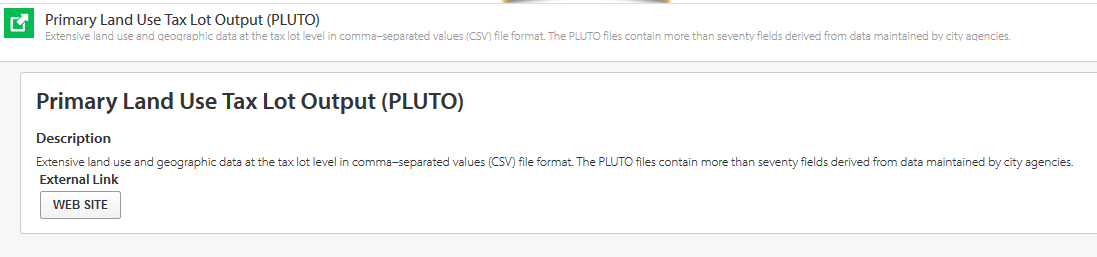 Primary Land Use Tax Lot Output (PLUTO)
Extensive land use and geographic data at the tax lot level in comma–separated values (CSV) file format. The PLUTO files contain more than seventy fields derived from data maintained by city agencies.
Primary Land Use Tax Lot Output (PLUTO)
Description
Extensive land use and geographic data at the tax lot level in comma–separated values (CSV) file format. The PLUTO files contain more than seventy fields derived from data maintained by city agencies.
External Link
WEB SITE